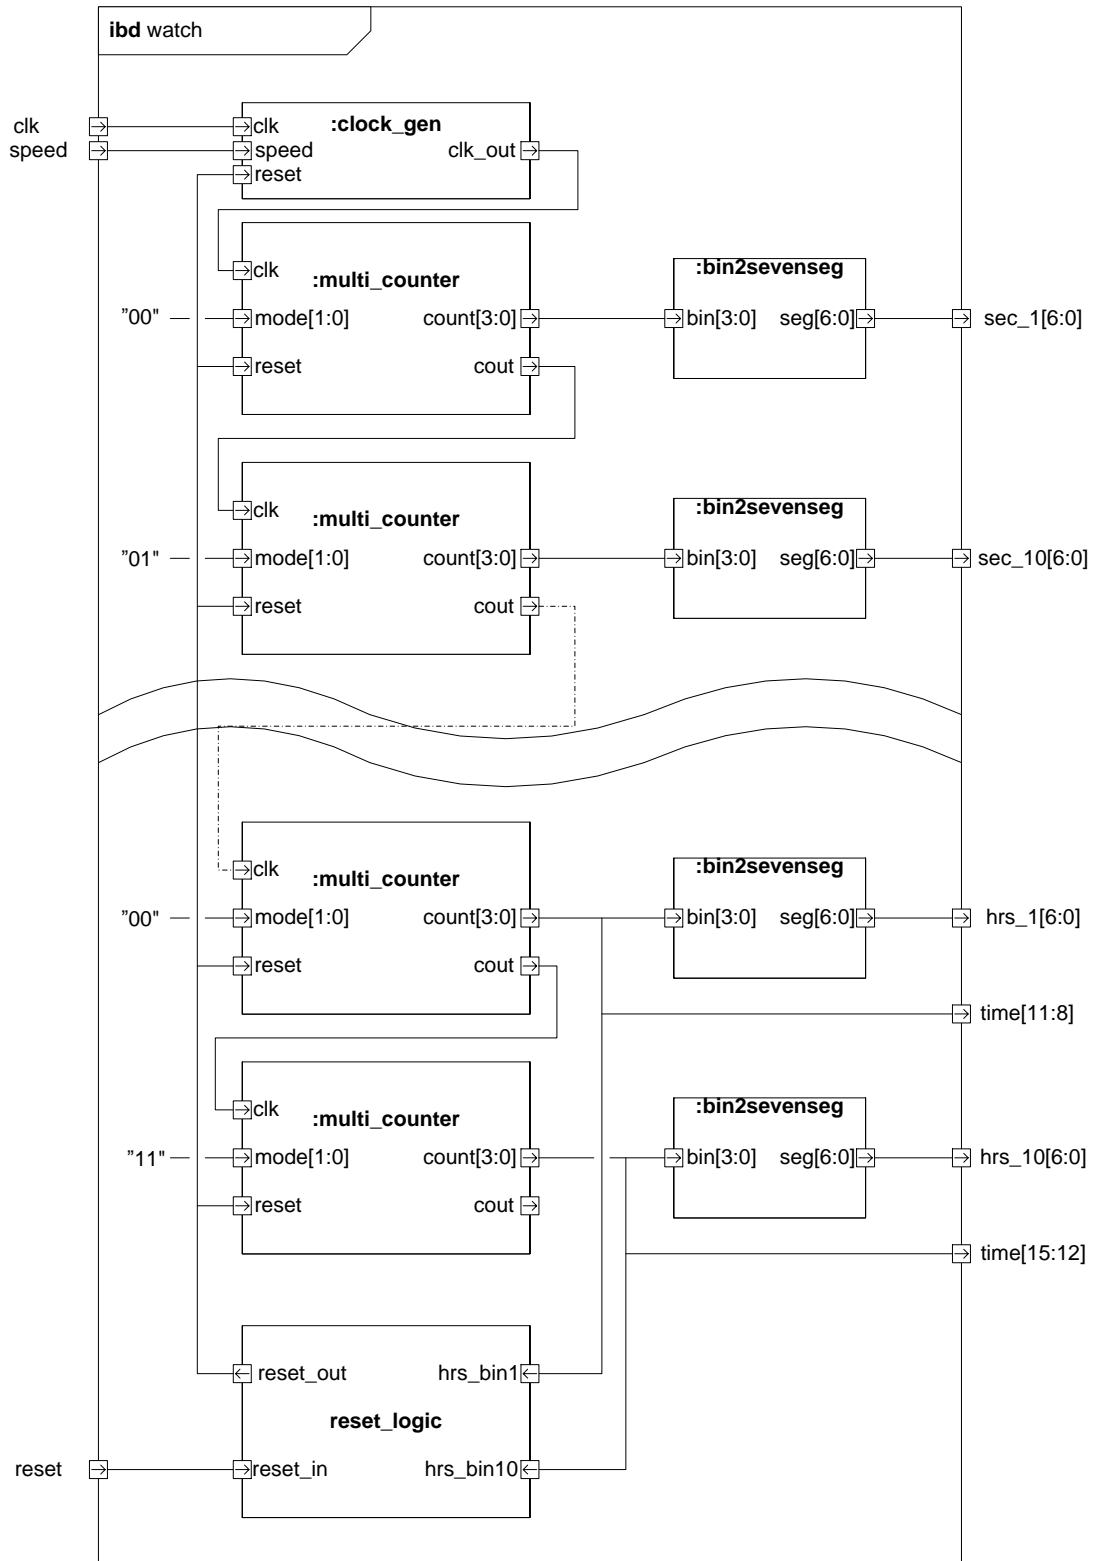 ibd watch
clk
speed
clk
:clock_gen
speed
clk_out
reset
clk
:multi_counter
:bin2sevenseg
”00"
mode[1:0]
count[3:0]
bin[3:0]
seg[6:0]
sec_1[6:0]
reset
cout
clk
:multi_counter
:bin2sevenseg
”01"
mode[1:0]
count[3:0]
bin[3:0]
seg[6:0]
sec_10[6:0]
reset
cout
clk
:multi_counter
:bin2sevenseg
”00"
mode[1:0]
count[3:0]
bin[3:0]
seg[6:0]
hrs_1[6:0]
reset
cout
time[11:8]
clk
:multi_counter
:bin2sevenseg
”11"
mode[1:0]
count[3:0]
bin[3:0]
seg[6:0]
hrs_10[6:0]
reset
cout
time[15:12]
reset_out
hrs_bin1
reset_logic
reset
reset_in
hrs_bin10